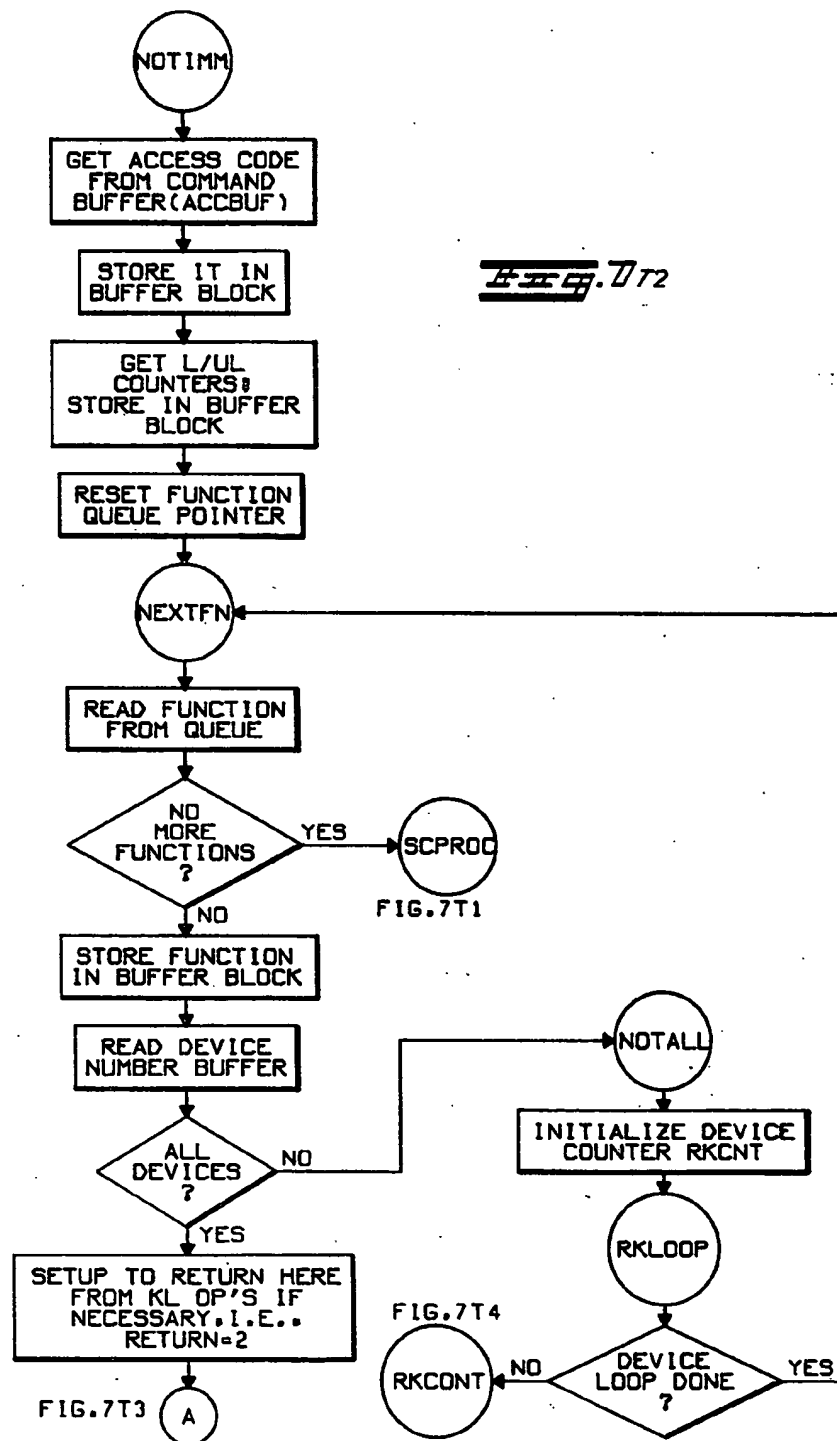 NOTIMM
GET ACCESS CODE
FROM COMMAND
BUFFER(ACCBUF)
STORE IT IN
BUFFER BLOCK
Fig. 7T2
GET L/UL
COUNTERS:
STORE IN BUFFER
BLOCK
RESET FUNCTION
QUEUE POINTER
NEXTFN
READ FUNCTION
FROM QUEUE
NO
MORE
FUNCTIONS
?
YES
SCPROC
FIG.7T1
NO
STORE FUNCTION
IN BUFFER BLOCK
READ DEVICE
NUMBER BUFFER
NOTALL
ALL
DEVICES
?
NO
INITIALIZE DEVICE
COUNTER RKCNT
YES
RKLOOP
SETUP TO RETURN HERE
FROM KL OP'S IF
NECESSARY.I.E.:
RETURN=2
FIG.7T4
RKCONT
NO
DEVICE
LOOP DONE
?
YES
FIG.7T3
A